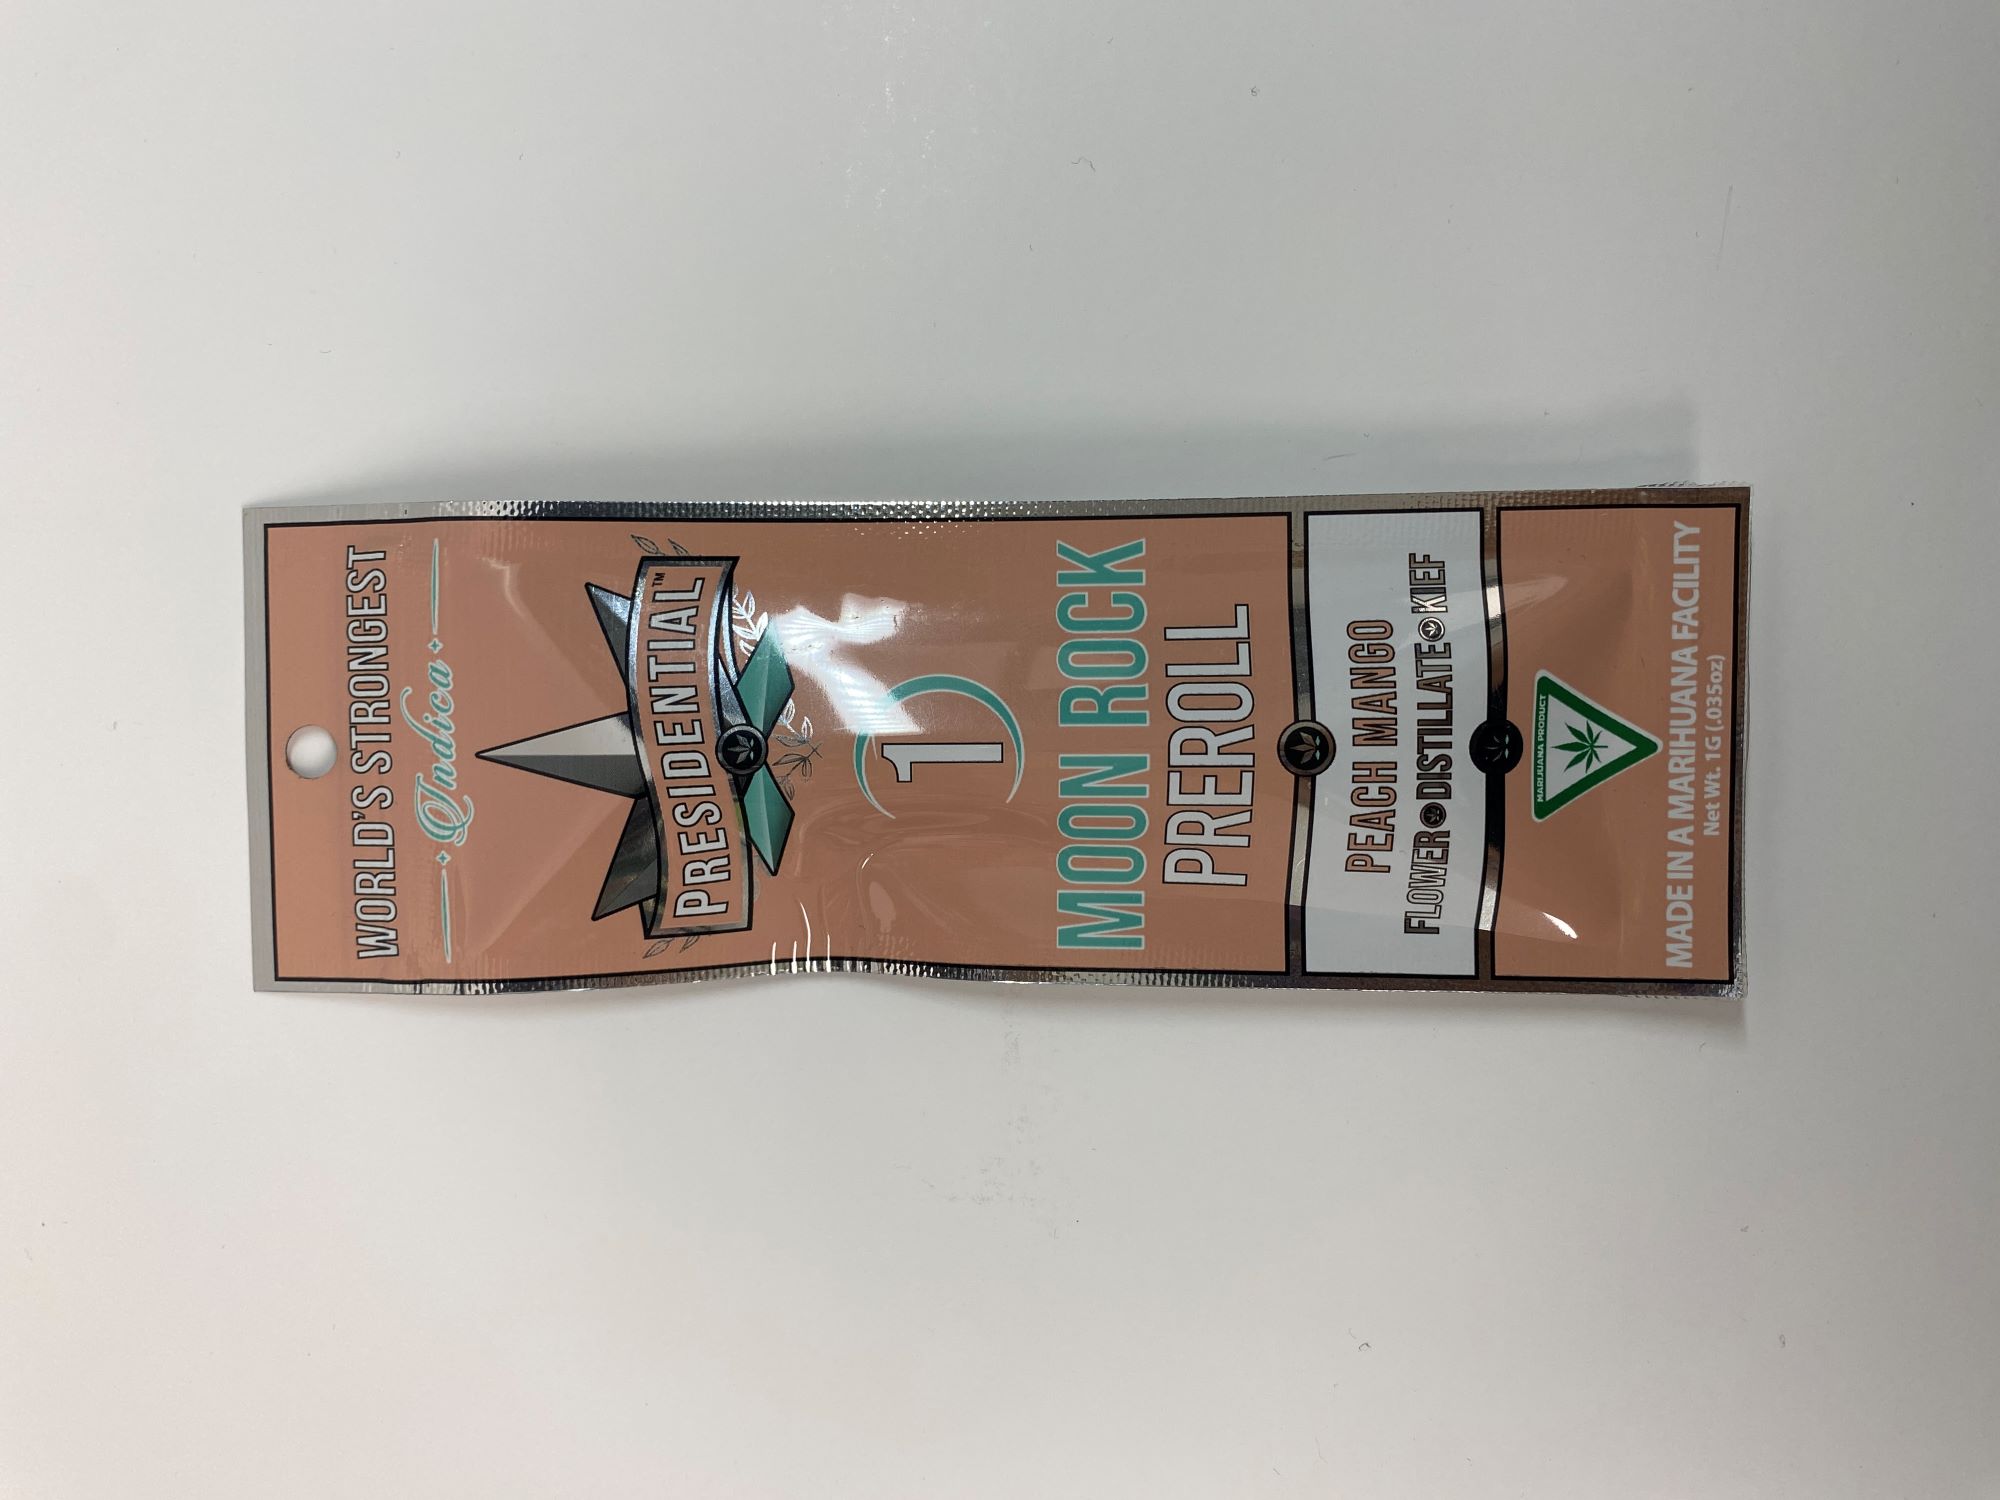 WORLD'S STRONGEST
Indica
PRESIDENTIAL™
1
MOON ROCK
PREROLL
PEACH MANGO
FLOWER DISTILLATE KIEF
MARIJUANA PRODUCT
MADE IN A MARIHUANA FACILITY
Net Wt. 1G (.035oz)